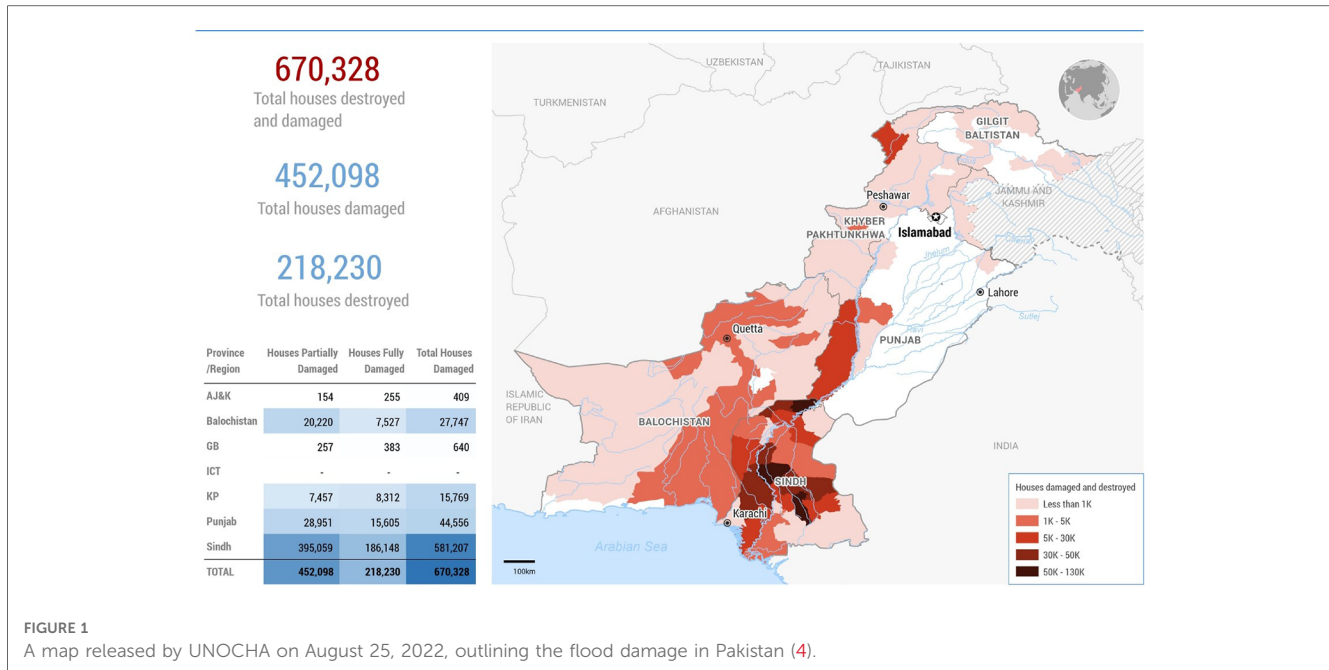 670,328
Total houses destroyed
and damaged
452,098
Total houses damaged
218,230
Total houses destroyed
Province
/Region
Houses Partially
Damaged
Houses Fully
Damaged
Total Houses
Damaged
AJ&K 154 255 409
Balochistan 20,220 7,527 27,747
GB 257 383 640
ICT - - -
KP 7,457 8,312 15,769
Punjab 28,951 15,605 44,556
Sindh 395,059 186,148 581,207
TOTAL 452,098 218,230 670,328
UZBEKISTAN
TAJIKISTAN
TURKMENISTAN
GILGIT
BALTISTAN
JAMMU AND
KASHMIR
Peshawar
AFGHANISTAN
KHYBER
PAKHTUNKHWA
Islamabad
Chenab
Jhelum
Lahore
Sutlej
Ravi
PUNJAB
Quetta
ISLAMIC
REPUBLIC
OF IRAN
BALOCHISTAN
INDIA
SINDH
Karachi
Arabian Sea
100km
Houses damaged and destroyed
Less than 1K
1K - 5K
5K - 30K
30K - 50K
50K - 130K
FIGURE 1
A map released by UNOCHA on August 25, 2022, outlining the flood damage in Pakistan (4).